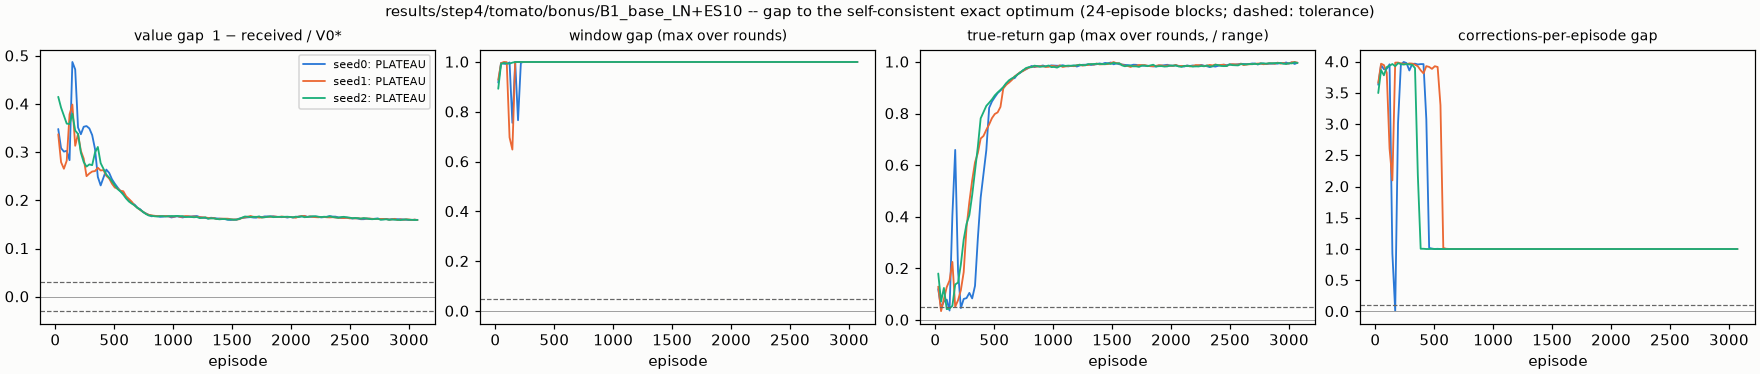 results/step4/tomato/bonus/B1_base_LN+ES10 -- gap to the self-consistent exact optimum (24-episode blocks; dashed: tolerance)
value gap  1 − received / V0*
0.5
0.4
0.3
0.2
0.1
0.0
seed0: PLATEAU
seed1: PLATEAU
seed2: PLATEAU
0 500 1000 1500 2000 2500 3000
episode
window gap (max over rounds)
1.0
0.8
0.6
0.4
0.2
0.0
0 500 1000 1500 2000 2500 3000
episode
true-return gap (max over rounds, / range)
1.0
0.8
0.6
0.4
0.2
0.0
0 500 1000 1500 2000 2500 3000
episode
corrections-per-episode gap
4.0
3.5
3.0
2.5
2.0
1.5
1.0
0.5
0.0
0 500 1000 1500 2000 2500 3000
episode